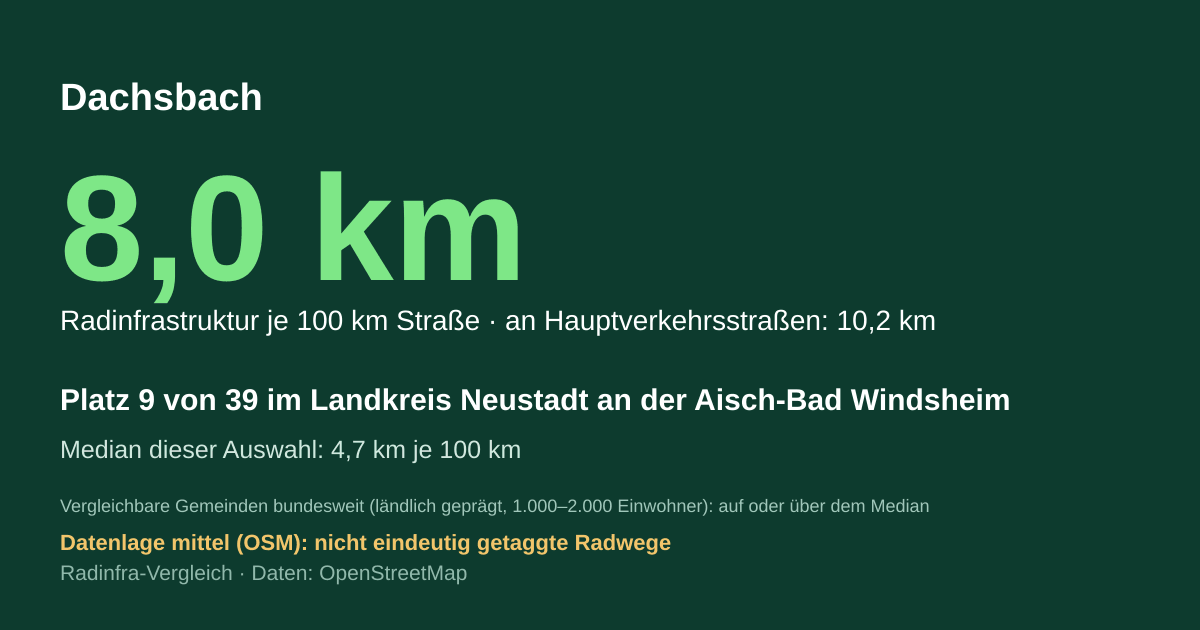 Dachsbach
8,0 km
Radinfrastruktur je 100 km Straße · an Hauptverkehrsstraßen: 10,2 km
Platz 9 von 39 im Landkreis Neustadt an der Aisch-Bad Windsheim
Median dieser Auswahl: 4,7 km je 100 km
Vergleichbare Gemeinden bundesweit (ländlich geprägt, 1.000–2.000 Einwohner): auf oder über dem Median
Datenlage mittel (OSM): nicht eindeutig getaggte Radwege
Radinfra-Vergleich · Daten: OpenStreetMap